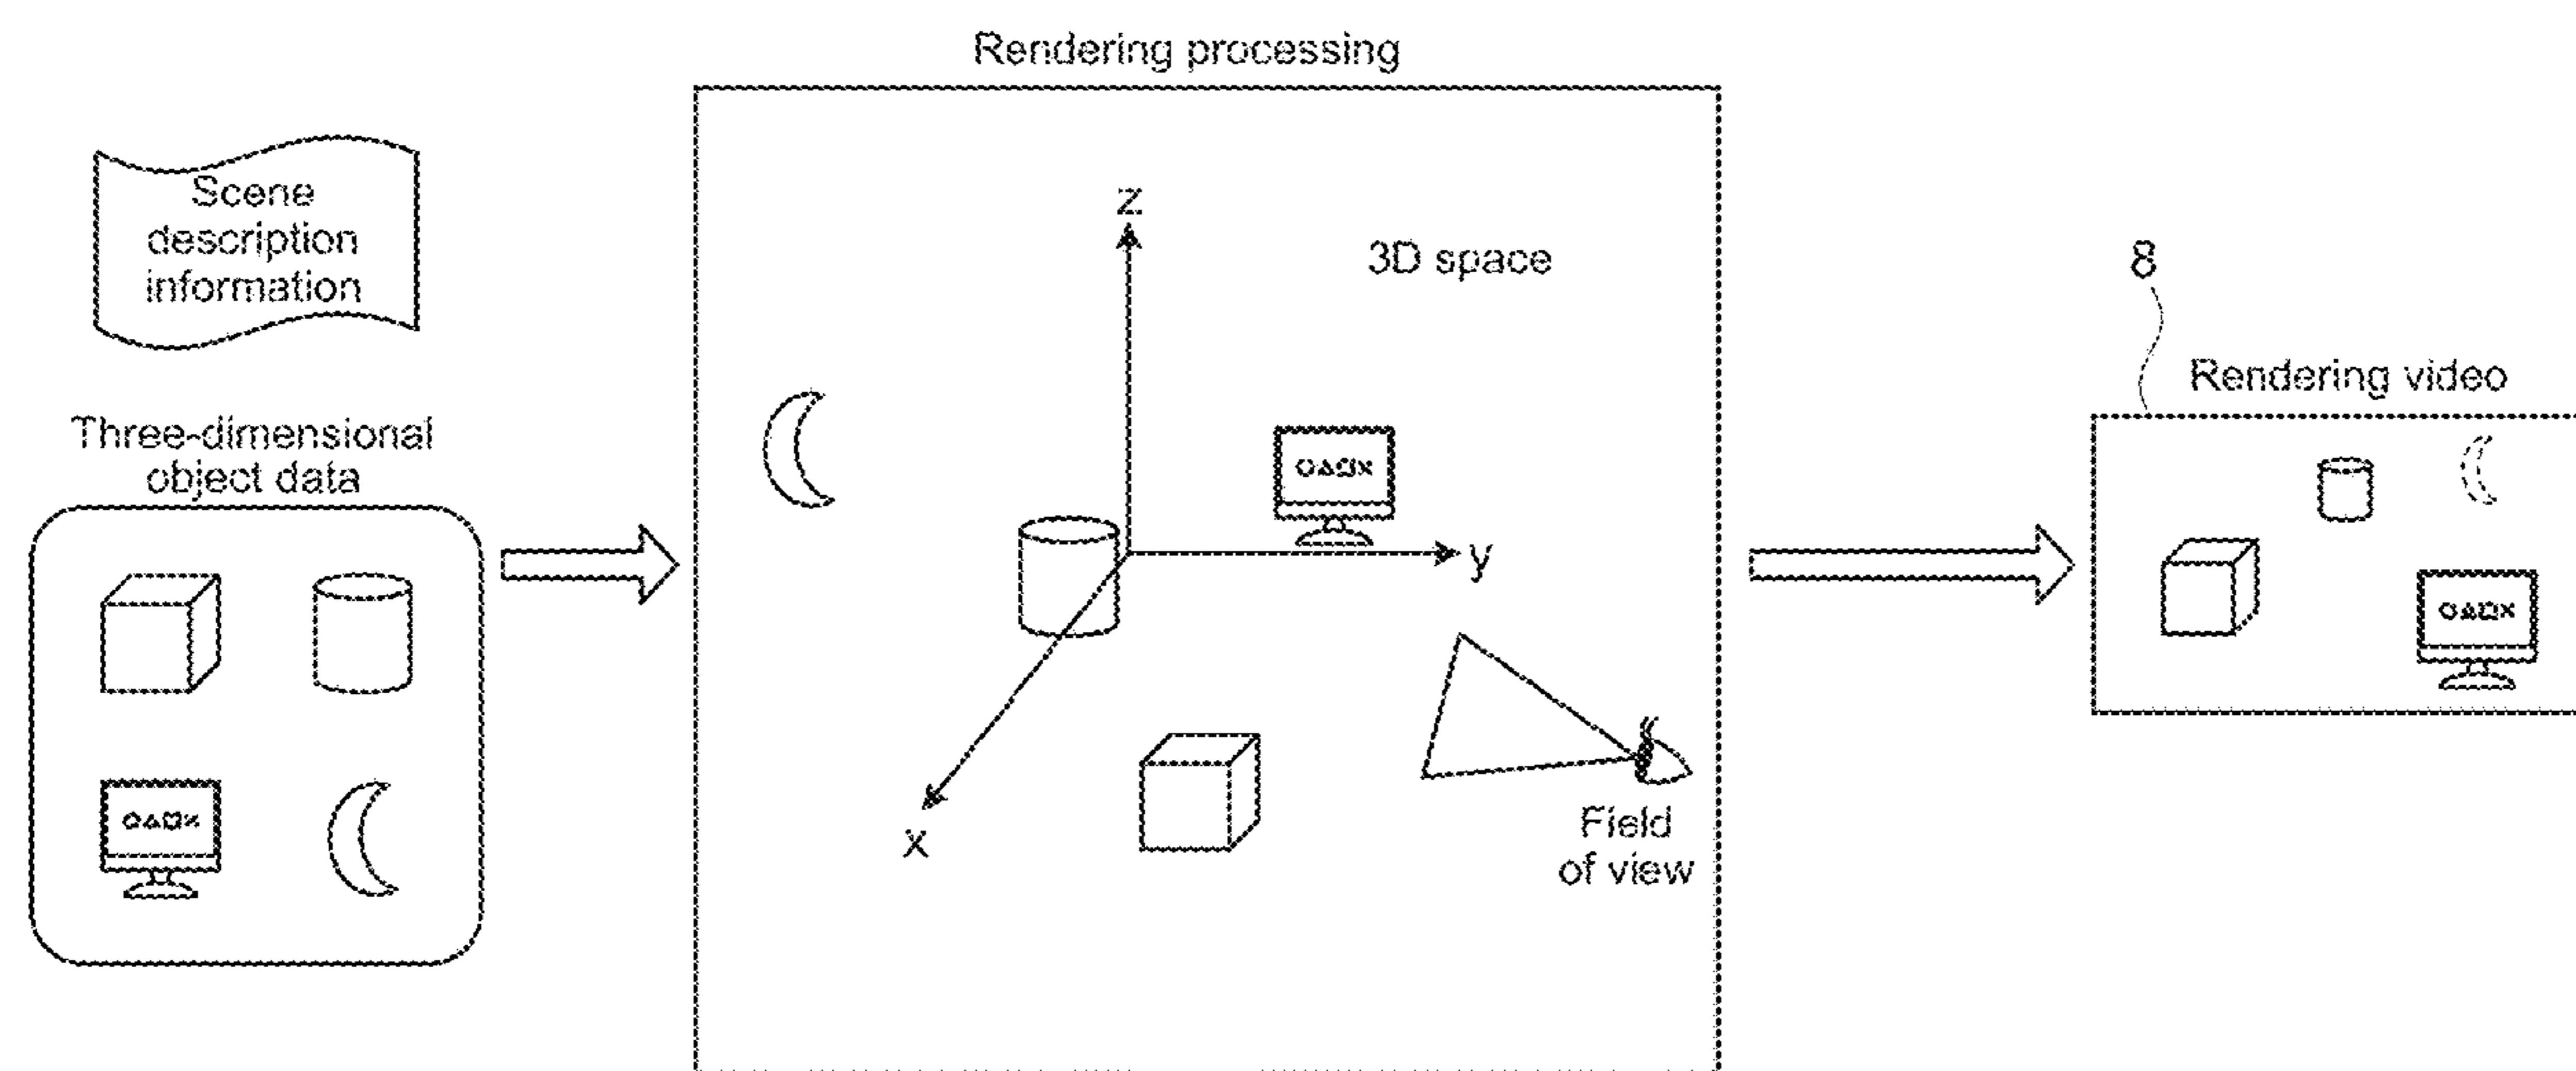 Rendering processing
Scene
description
information
Three-dimensional
object data
z
3D space
y
x
Field
of view
8
Rendering video